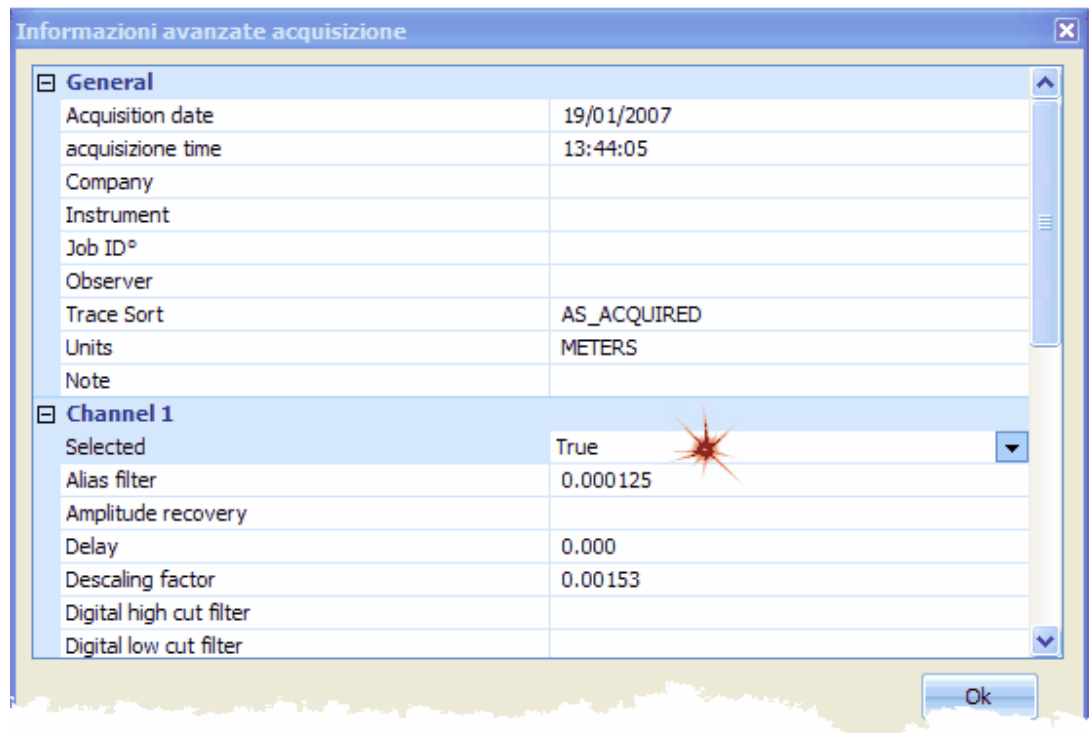 Informazioni avanzate acquisizione
General
Acquisition date 19/01/2007
acquisizione time 13:44:05
Company
Instrument
Job ID°
Observer
Trace Sort AS_ACQUIRED
Units METERS
Note
Channel 1
Selected True
Alias filter 0.000125
Amplitude recovery
Delay 0.000
Descaling factor 0.00153
Digital high cut filter
Digital low cut filter
Ok